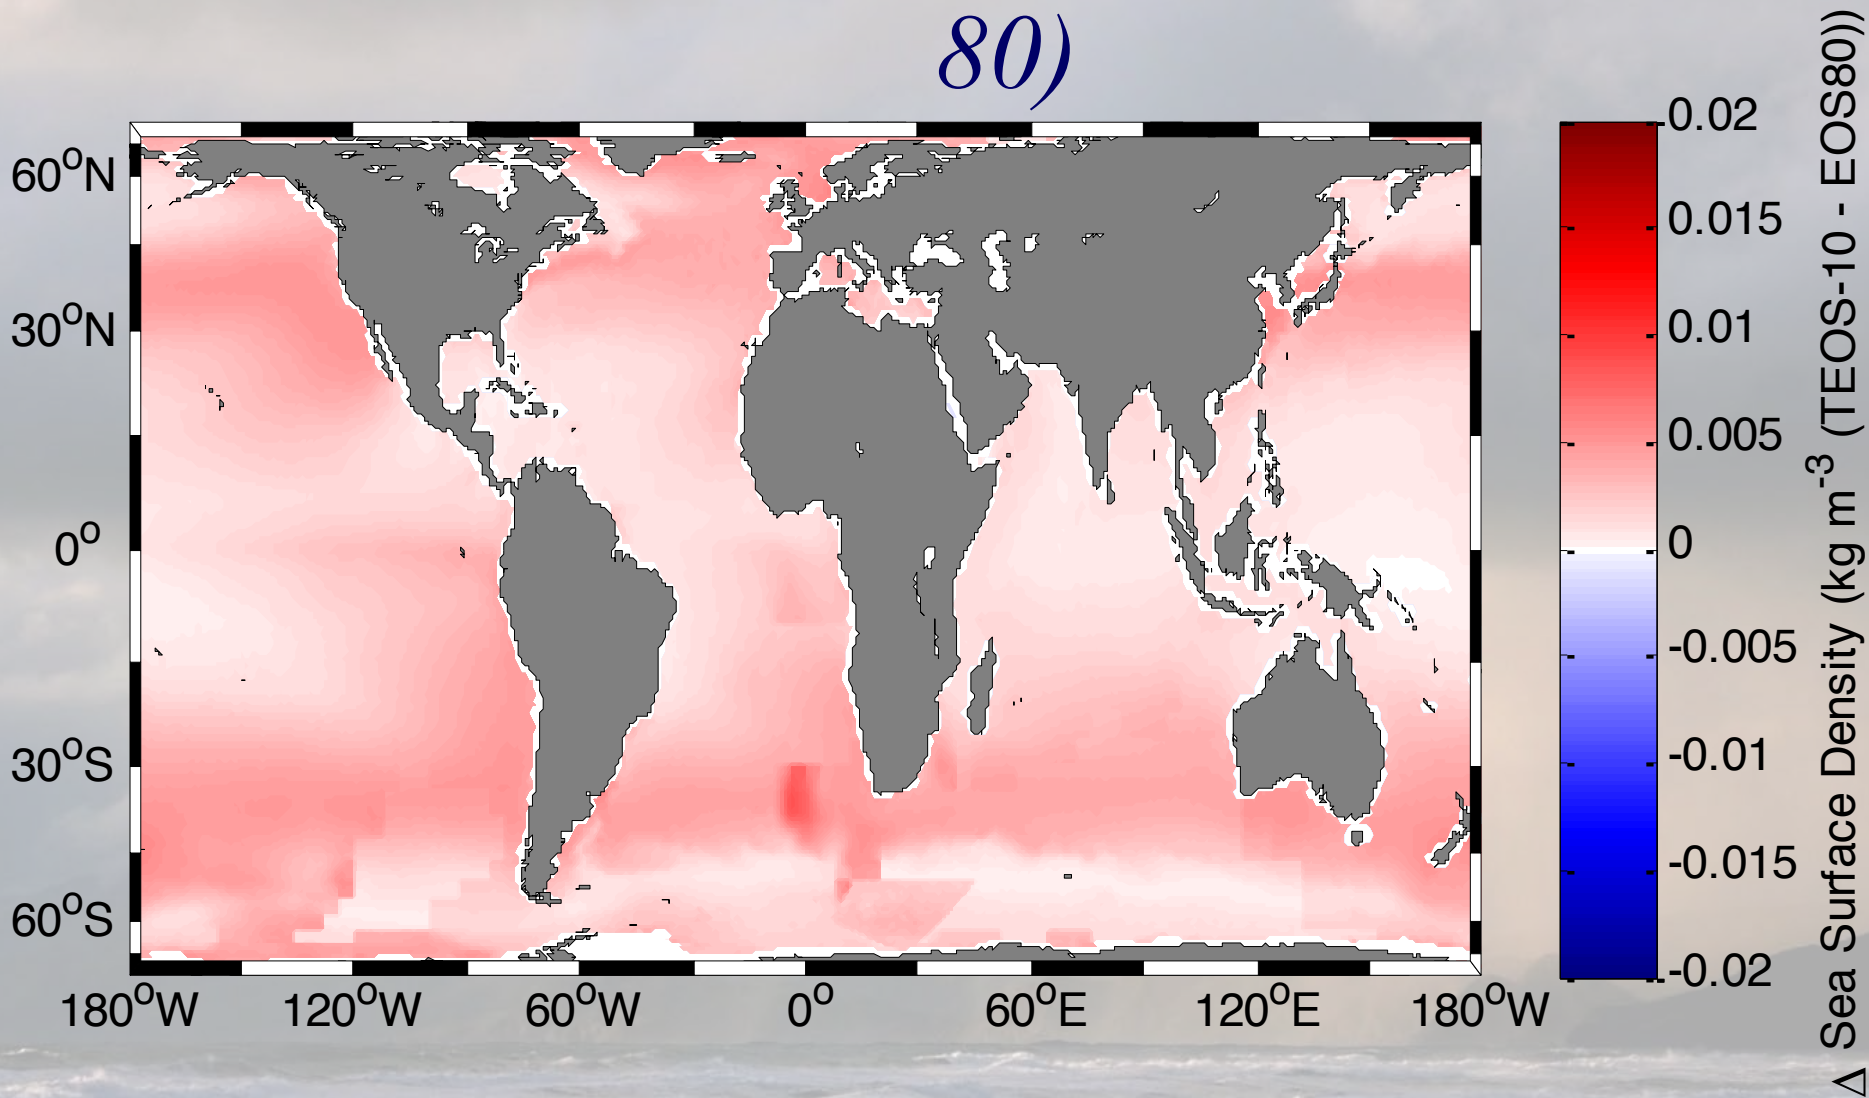 80)
60°N
30°N
0°
30°S
60°S
180°W 120°W 60°W 0° 60°E 120°E 180°W
0.02
0.015
0.01
0.005
0
-0.005
-0.01
-0.015
-0.02
Δ Sea Surface Density (kg m⁻³ (TEOS-10 - EOS80))